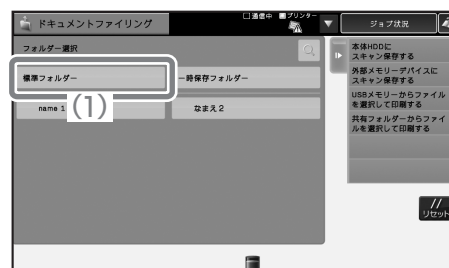 ドキュメントファイリング
□通信中 ■プリンター
ジョブ状況
フォルダー選択
標準フォルダー
一時保存フォルダー
name 1
(1)
なまえ2
本体HDDに
スキャン保存する
外部メモリーデバイスに
スキャン保存する
USBメモリーからファイル
を選択して印刷する
共有フォルダーからファイ
ルを選択して印刷する
リセット